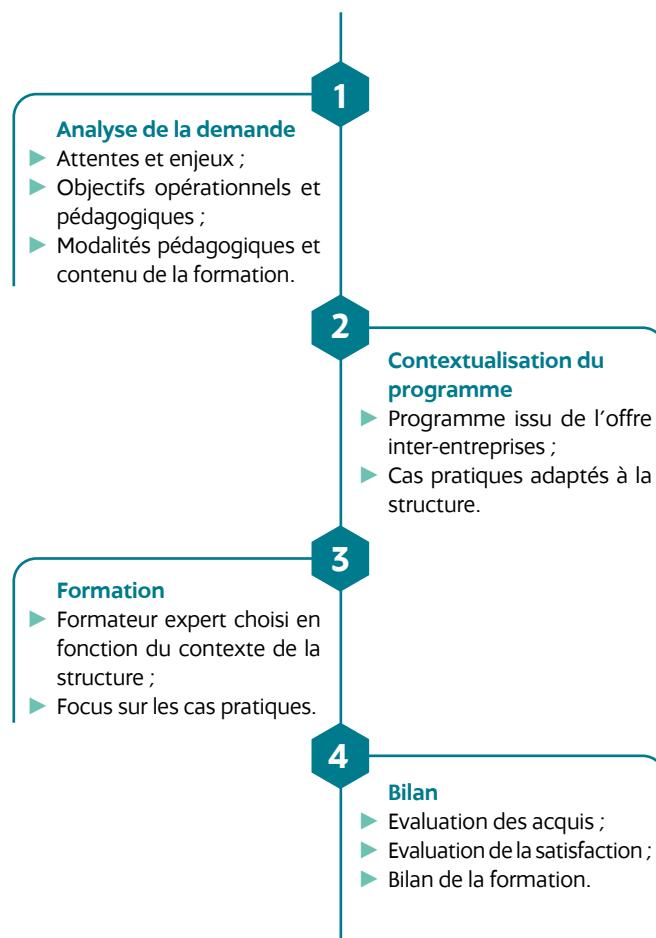 1
Analyse de la demande
► Attentes et enjeux ;
► Objectifs opérationnels et
pédagogiques ;
► Modalités pédagogiques et
contenu de la formation.
2
Contextualisation du
programme
► Programme issu de l'offre
inter-entreprises ;
► Cas pratiques adaptés à la
structure.
3
Formation
► Formateur expert choisi en
fonction du contexte de la
structure ;
► Focus sur les cas pratiques.
4
Bilan
► Evaluation des acquis ;
► Evaluation de la satisfaction ;
► Bilan de la formation.